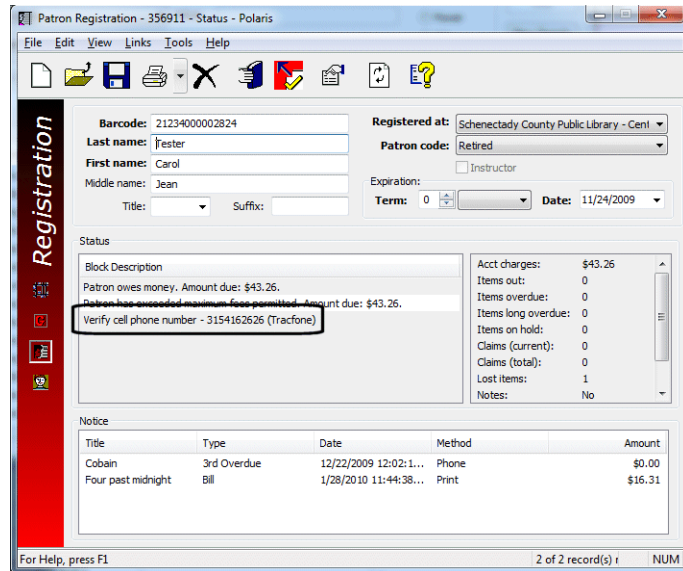 Patron Registration - 356911 - Status - Polaris
File Edit View Links Tools Help
Registration
Barcode: 21234000002824
Registered at: Schenectady County Public Library - Cent
Last name: Tester
Patron code: Retired
First name: Carol
Instructor
Middle name: Jean
Expiration:
Title: Suffix:
Term: 0 Date: 11/24/2009
Status
Block Description
Patron owes money. Amount due: $43.26.
Patron has exceeded maximum fees permitted. Amount due: $43.26.
Verify cell phone number - 3154162626 (Tracfone)
Acct charges: $43.26
Items out: 0
Items overdue: 0
Items long overdue: 0
Items on hold: 0
Claims (current): 0
Claims (total): 0
Lost items: 1
Notes: No
Notice
Title Type Date Method Amount
Cobain 3rd Overdue 12/22/2009 12:02:1... Phone $0.00
Four past midnight Bill 1/28/2010 11:44:38... Print $16.31
For Help, press F1 2 of 2 record(s) NUM